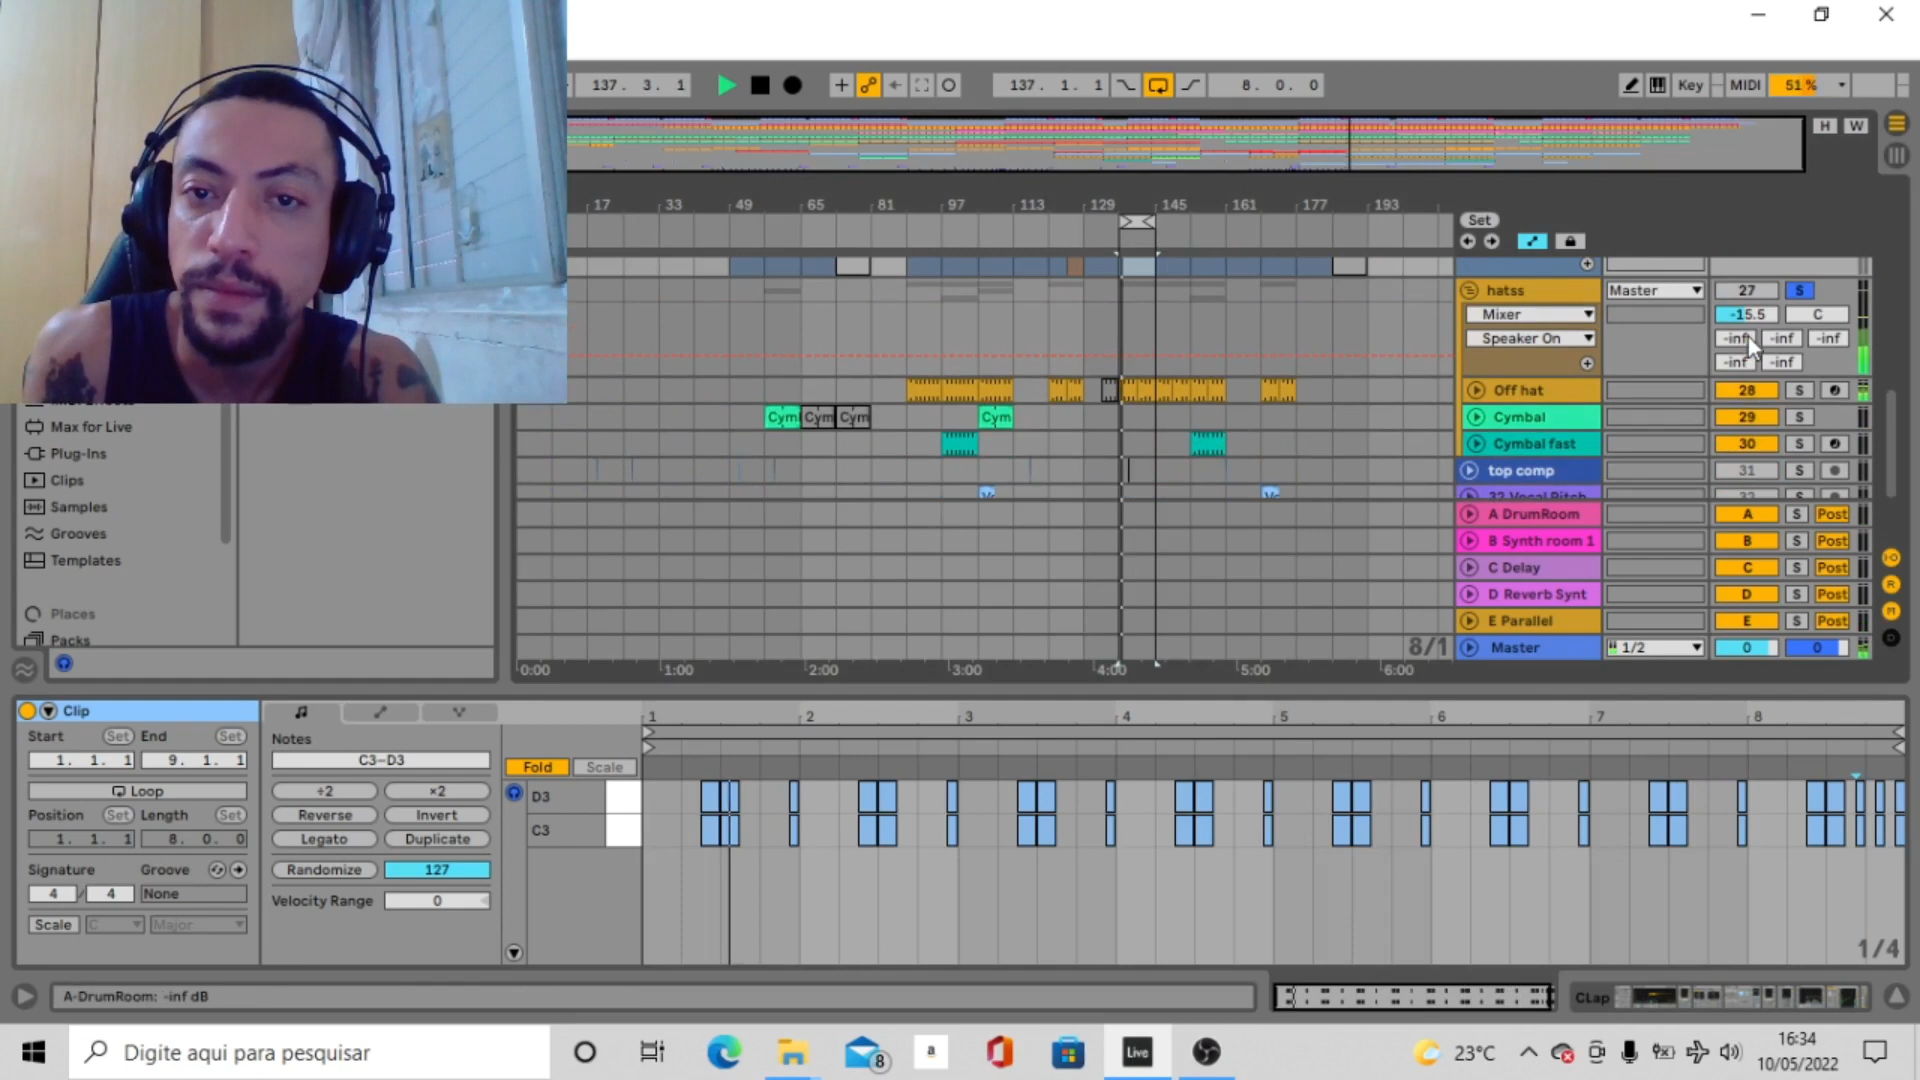 137. 3. 1
137. 1. 1
8. 0. 0
Key
MIDI
51 %
H W
17 33 49 65 81 97 113 129 145 161 177 193
Set
hatss
Master
27
S
Mixer
-15.5
C
Speaker On
-inf -inf -inf
-inf -inf
Off hat
28
S
Cym Cym Cym
Cym
Cymbal
29
S
Cymbal fast
30
S
top comp
31
S
32 Vocal Pitch
32
S
A DrumRoom
A
S
Post
B Synth room 1
B
S
Post
C Delay
C
S
Post
D Reverb Synt
D
S
Post
E Parallel
E
S
Post
8/1
Master
1/2
0
0
0:00 1:00 2:00 3:00 4:00 5:00 6:00
Max for Live
Plug-Ins
Clips
Samples
Grooves
Templates
Places
Packs
Clip
Start Set End Set
1. 1. 1
9. 1. 1
Loop
Position Set Length Set
1. 1. 1
8. 0. 0
Signature Groove
4 / 4
None
Scale C Major
Notes
C3-D3
÷2 ×2
Reverse Invert
Legato Duplicate
Randomize 127
Velocity Range 0
Fold Scale
D3
C3
1 2 3 4 5 6 7 8
1/4
A-DrumRoom: -inf dB
CLap
Digite aqui para pesquisar
8
a
Live
23°C
16:34
10/05/2022